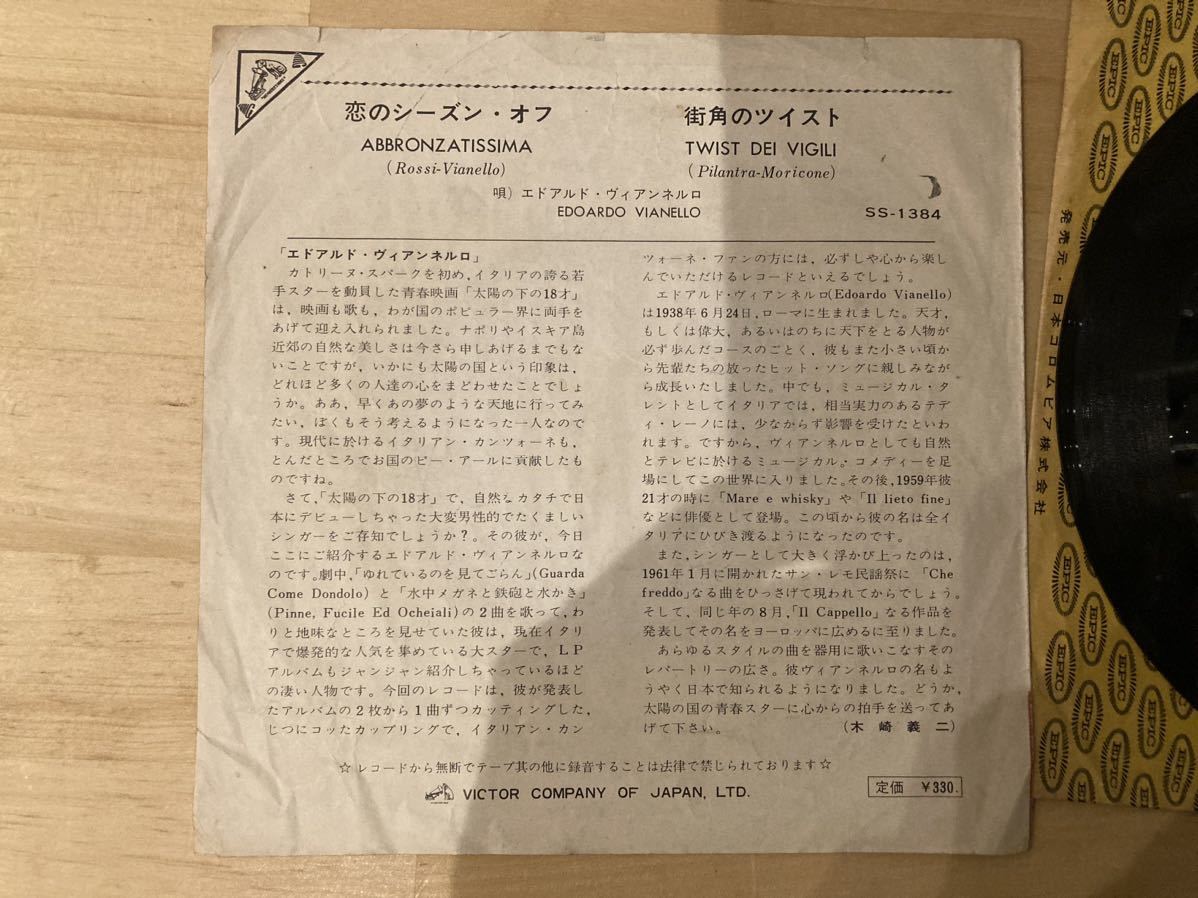 恋のシーズン・オフ
ABBRONZATISSIMA
(Rossi-Vianello)
街角のツイスト
TWIST DEI VIGILI
(Pilantra-Moricone)
唄) エドアルド・ヴィアンネルロ
EDOARDO VIANELLO
SS-1384
「エドアルド・ヴィアンネルロ」
カトリーヌ・スパークを初め，イタリアの誇る若
手スターを動員した青春映画「太陽の下の18才」
は，映画も歌も，わが国のポピュラー界に両手を
あげて迎え入れられました。ナポリやイスキア島
近郊の自然な美しさは今さら申しあげるまでもな
いことですが，いかにも太陽の国という印象は，
どれほど多くの人達の心をまどわせたことでしょ
うか。ああ，早くあの夢のような天地に行ってみ
たい，ぼくもそう考えるようになった一人なので
す。現代に於けるイタリアン・カンツォーネも，
とんだところでお国のピー・アールに貢献したも
のですね。
さて，「太陽の下の18才」で，自然なカタチで日
本にデビューしちゃった大変男性的でたくましい
シンガーをご存知でしょうか？。その彼が，今日
ここにご紹介するエドアルド・ヴィアンネルロな
のです。劇中，「ゆれているのを見てごらん」(Guarda
Come Dondolo) と「水中メガネと鉄砲と水かき」
(Pinne, Fucile Ed Ocheiali) の２曲を歌って，わ
りと地味なところを見せていた彼は，現在イタリ
アで爆発的な人気を集めている大スターで，ＬＰ
アルバムもジャンジャン紹介しちゃっているほど
の凄い人物です。今回のレコードは，彼が発表し
たアルバムの２枚から１曲ずつカッティングした，
じつにコッたカップリングで，イタリアン・カン
ツォーネ・ファンの方には，必ずしや心から楽し
んでいただけるレコードといえるでしょう。
エドアルド・ヴィアンネルロ(Edoardo Vianello)
は1938年６月24日，ローマに生まれました。天才，
もしくは偉大，あるいはのちに天下をとる人物が
必ず歩んだコースのごとく，彼もまた小さい頃か
ら先輩たちの放ったヒット・ソングに親しみなが
ら成長いたしました。中でも，ミュージカル・タ
レントとしてイタリアでは，相当実力のあるテデ
ィ・レーノには，少なからず影響を受けたといわ
れます。ですから，ヴィアンネルロとしても自然
とテレビに於けるミュージカル・コメディーを足
場にしてこの世界に入りました。その後，1959年彼
21才の時に「Mare e whisky」や「Il lieto fine」
などに俳優として登場。この頃から彼の名は全イ
タリアにひびき渡るようになったのです。
また，シンガーとして大きく浮かび上ったのは，
1961年１月に開かれたサン・レモ民謡祭に「Che
freddo」なる曲をひっさげて現われてからでしょう。
そして，同じ年の８月，「Il Cappello」なる作品を
発表してその名をヨーロッパに広めるに至りました。
あらゆるスタイルの曲を器用に歌いこなすその
レパートリーの広さ。彼ヴィアンネルロの名もよ
うやく日本で知られるようになりました。どうか，
太陽の国の青春スターに心からの拍手を送ってあ
げて下さい。
(木崎義二)
☆レコードから無断でテープ其の他に録音することは法律で禁じられております☆
VICTOR COMPANY OF JAPAN, LTD.
定価 ￥330.
EPIC
発売元・日本コロムビア株式会社